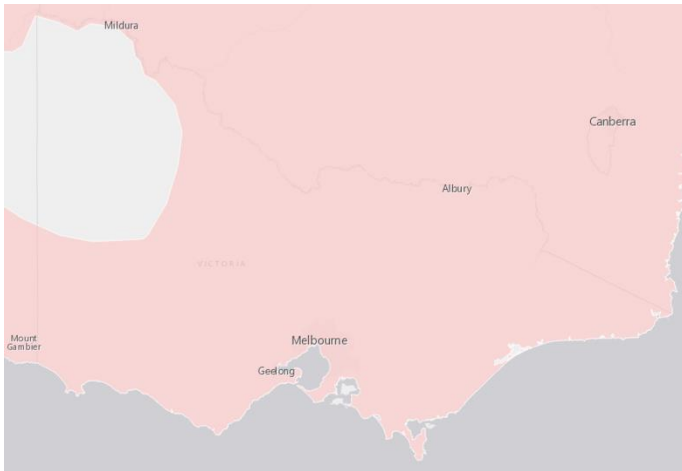 Mildura
Canberra
Albury
VICTORIA
Mount
Gambier
Melbourne
Geelong